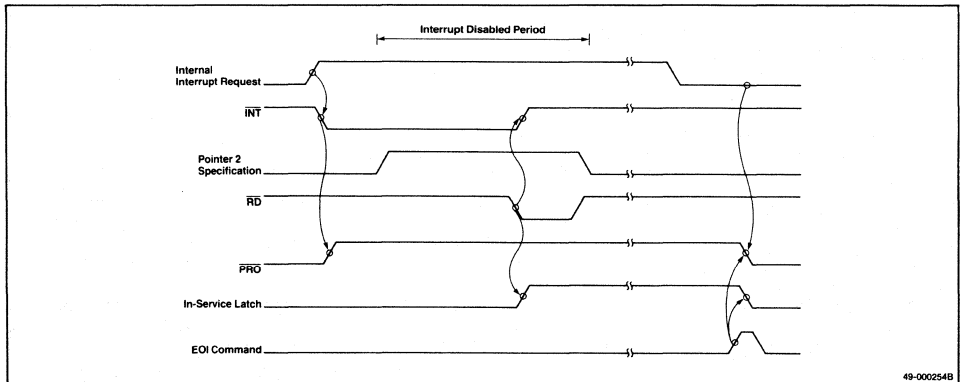 Interrupt Disabled Period
Internal
Interrupt Request
INT
Pointer 2
Specification
RD
PRO
In-Service Latch
EOI Command
49-000254B